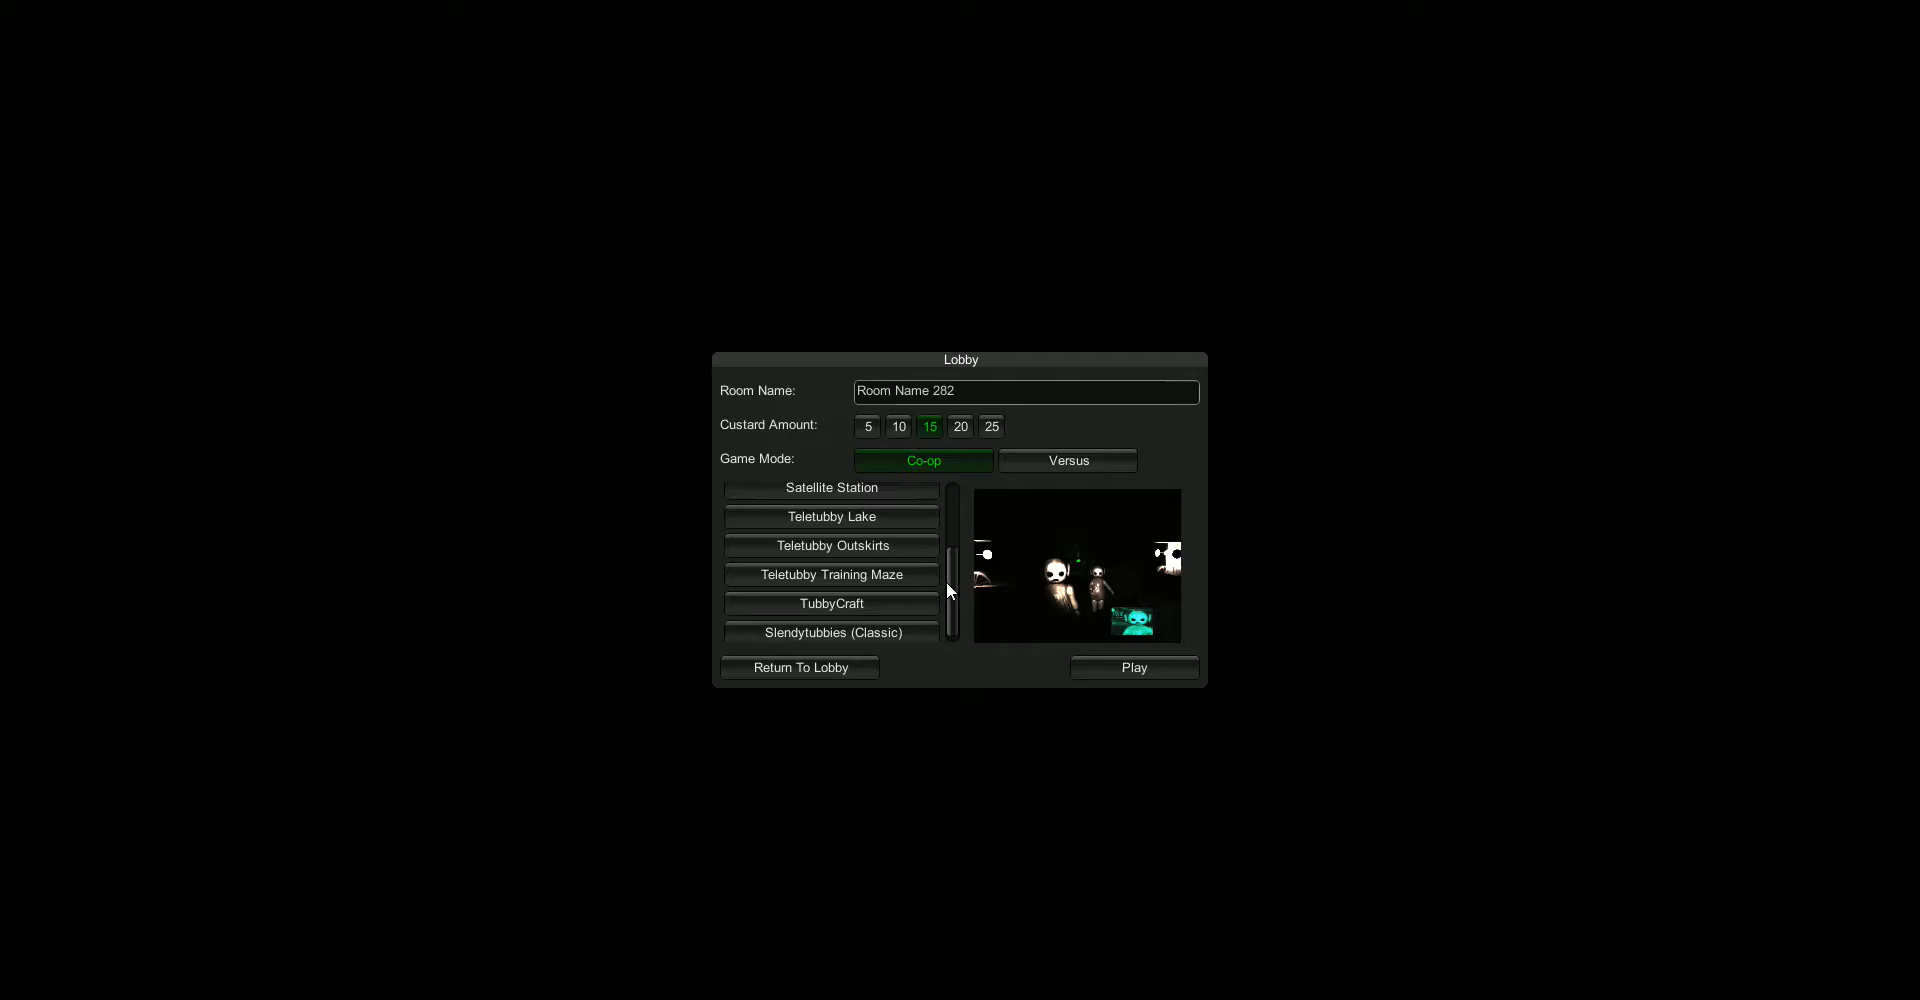 Lobby
Room Name: Room Name 282
Custard Amount: 5 10 15 20 25
Game Mode: Co-op Versus
Satellite Station
Teletubby Lake
Teletubby Outskirts
Teletubby Training Maze
TubbyCraft
Slendytubbies (Classic)
Return To Lobby Play